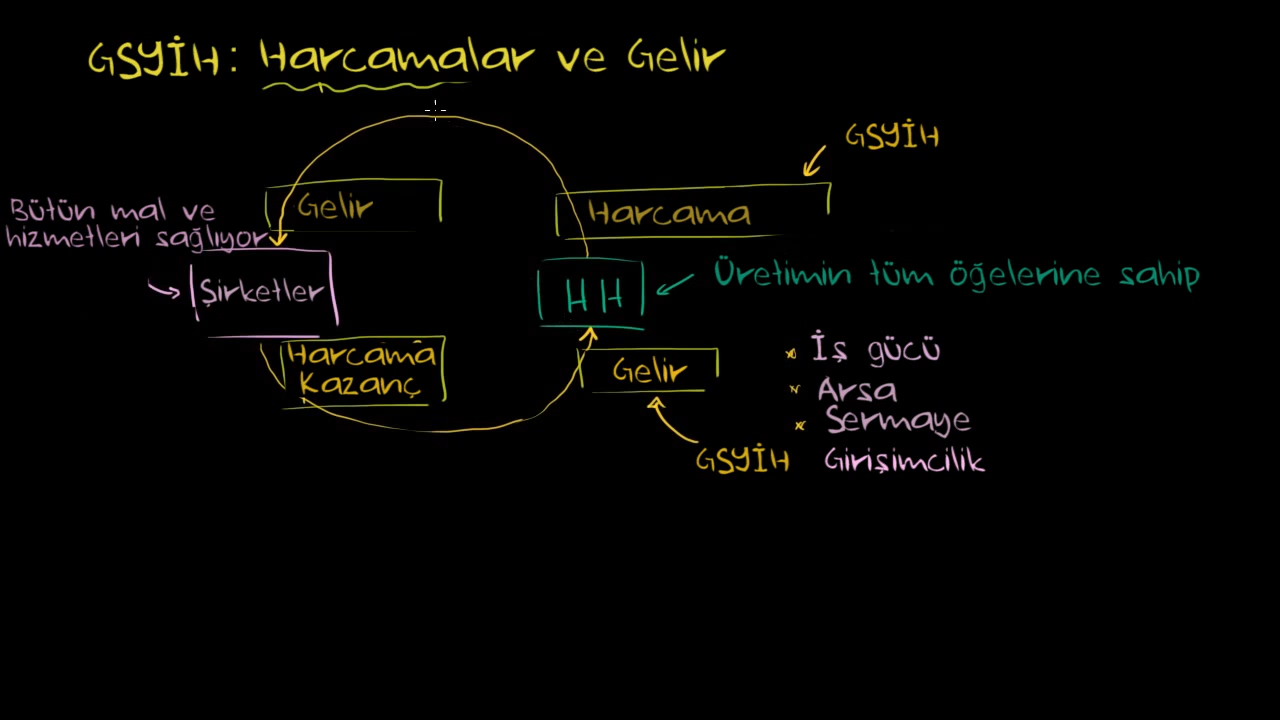 GSYİH: Harcamalar ve Gelir
GSYİH
Bütün mal ve
hizmetleri sağlıyor
Gelir
Harcama
Şirketler
HH
Üretimin tüm öğelerine sahip
Harcama
Kazanç
Gelir
İş gücü
Arsa
Sermaye
GSYİH
Girişimcilik